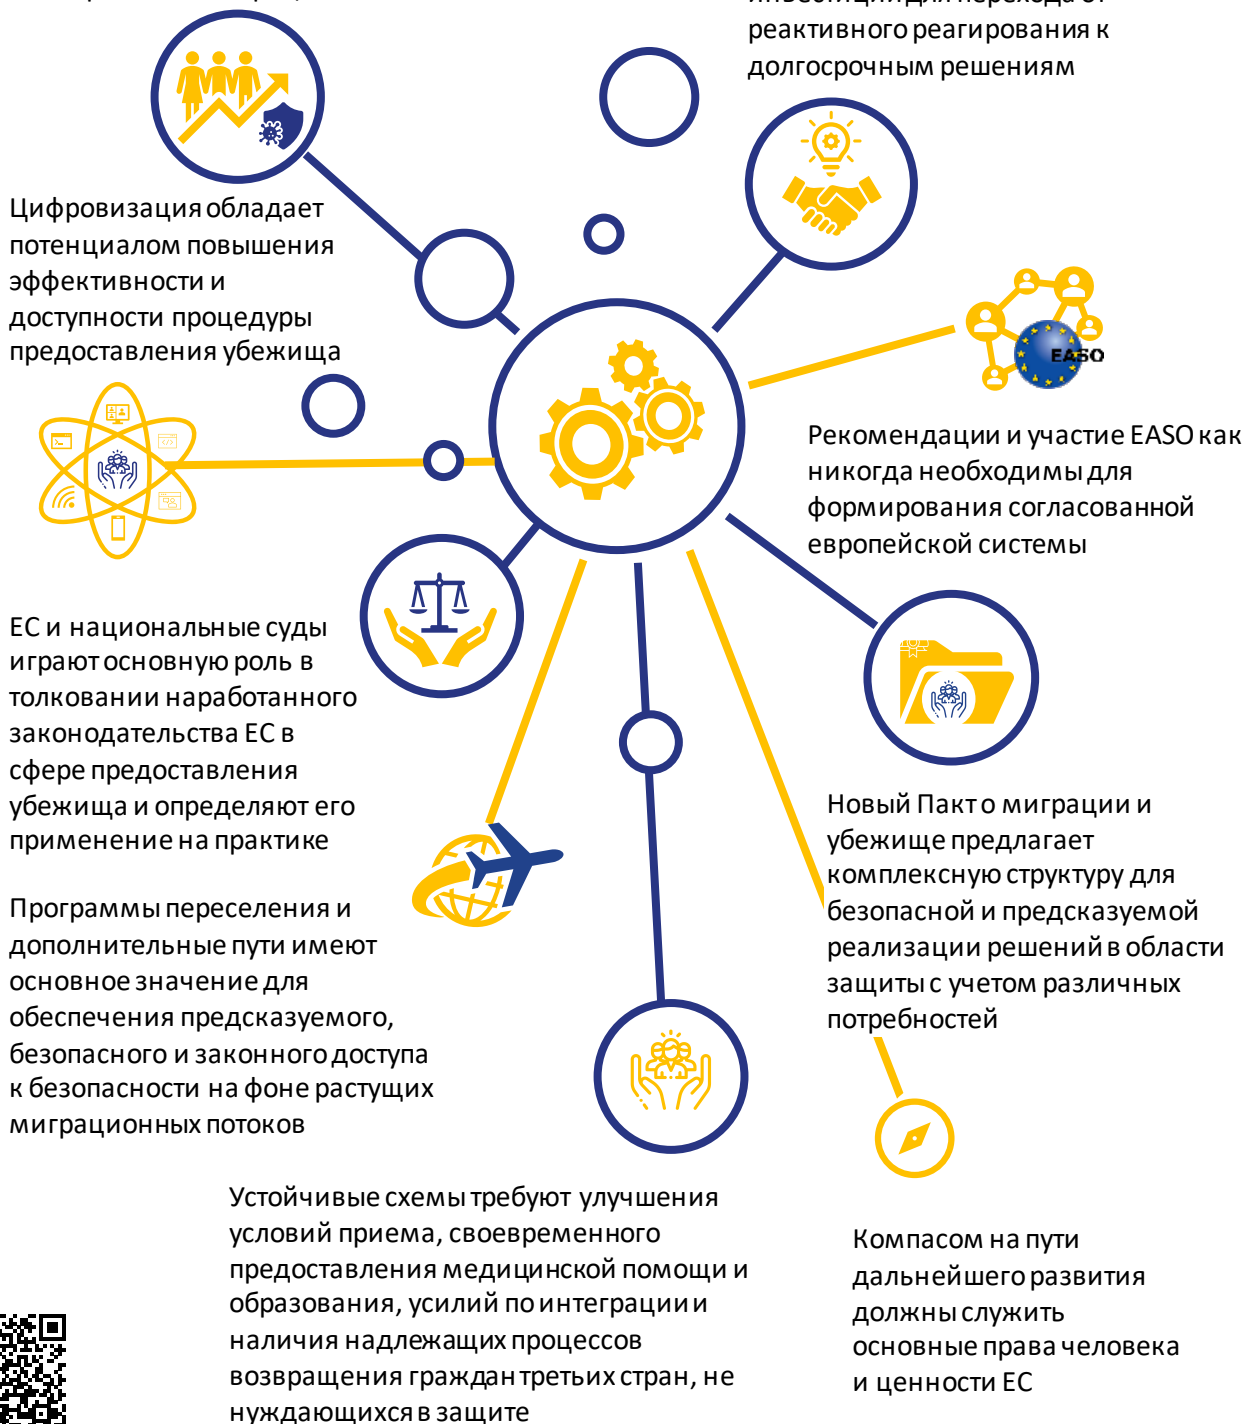 реактивного реагирования к
долгосрочным решениям
Цифровизация обладает
потенциалом повышения
эффективности и
доступности процедуры
предоставления убежища
EASO
Рекомендации и участие EASO как
никогда необходимы для
формирования согласованной
европейской системы
ЕС и национальные суды
играют основную роль в
толковании наработанного
законодательства ЕС в
сфере предоставления
убежища и определяют его
применение на практике
Новый Пакт о миграции и
убежище предлагает
комплексную структуру для
безопасной и предсказуемой
реализации решений в области
защиты с учетом различных
потребностей
Программы переселения и
дополнительные пути имеют
основное значение для
обеспечения предсказуемого,
безопасного и законного доступа
к безопасности на фоне растущих
миграционных потоков
Устойчивые схемы требуют улучшения
условий приема, своевременного
предоставления медицинской помощи и
образования, усилий по интеграции и
наличия надлежащих процессов
возвращения граждан третьих стран, не
нуждающихся в защите
Компасом на пути
дальнейшего развития
должны служить
основные права человека
и ценности ЕС